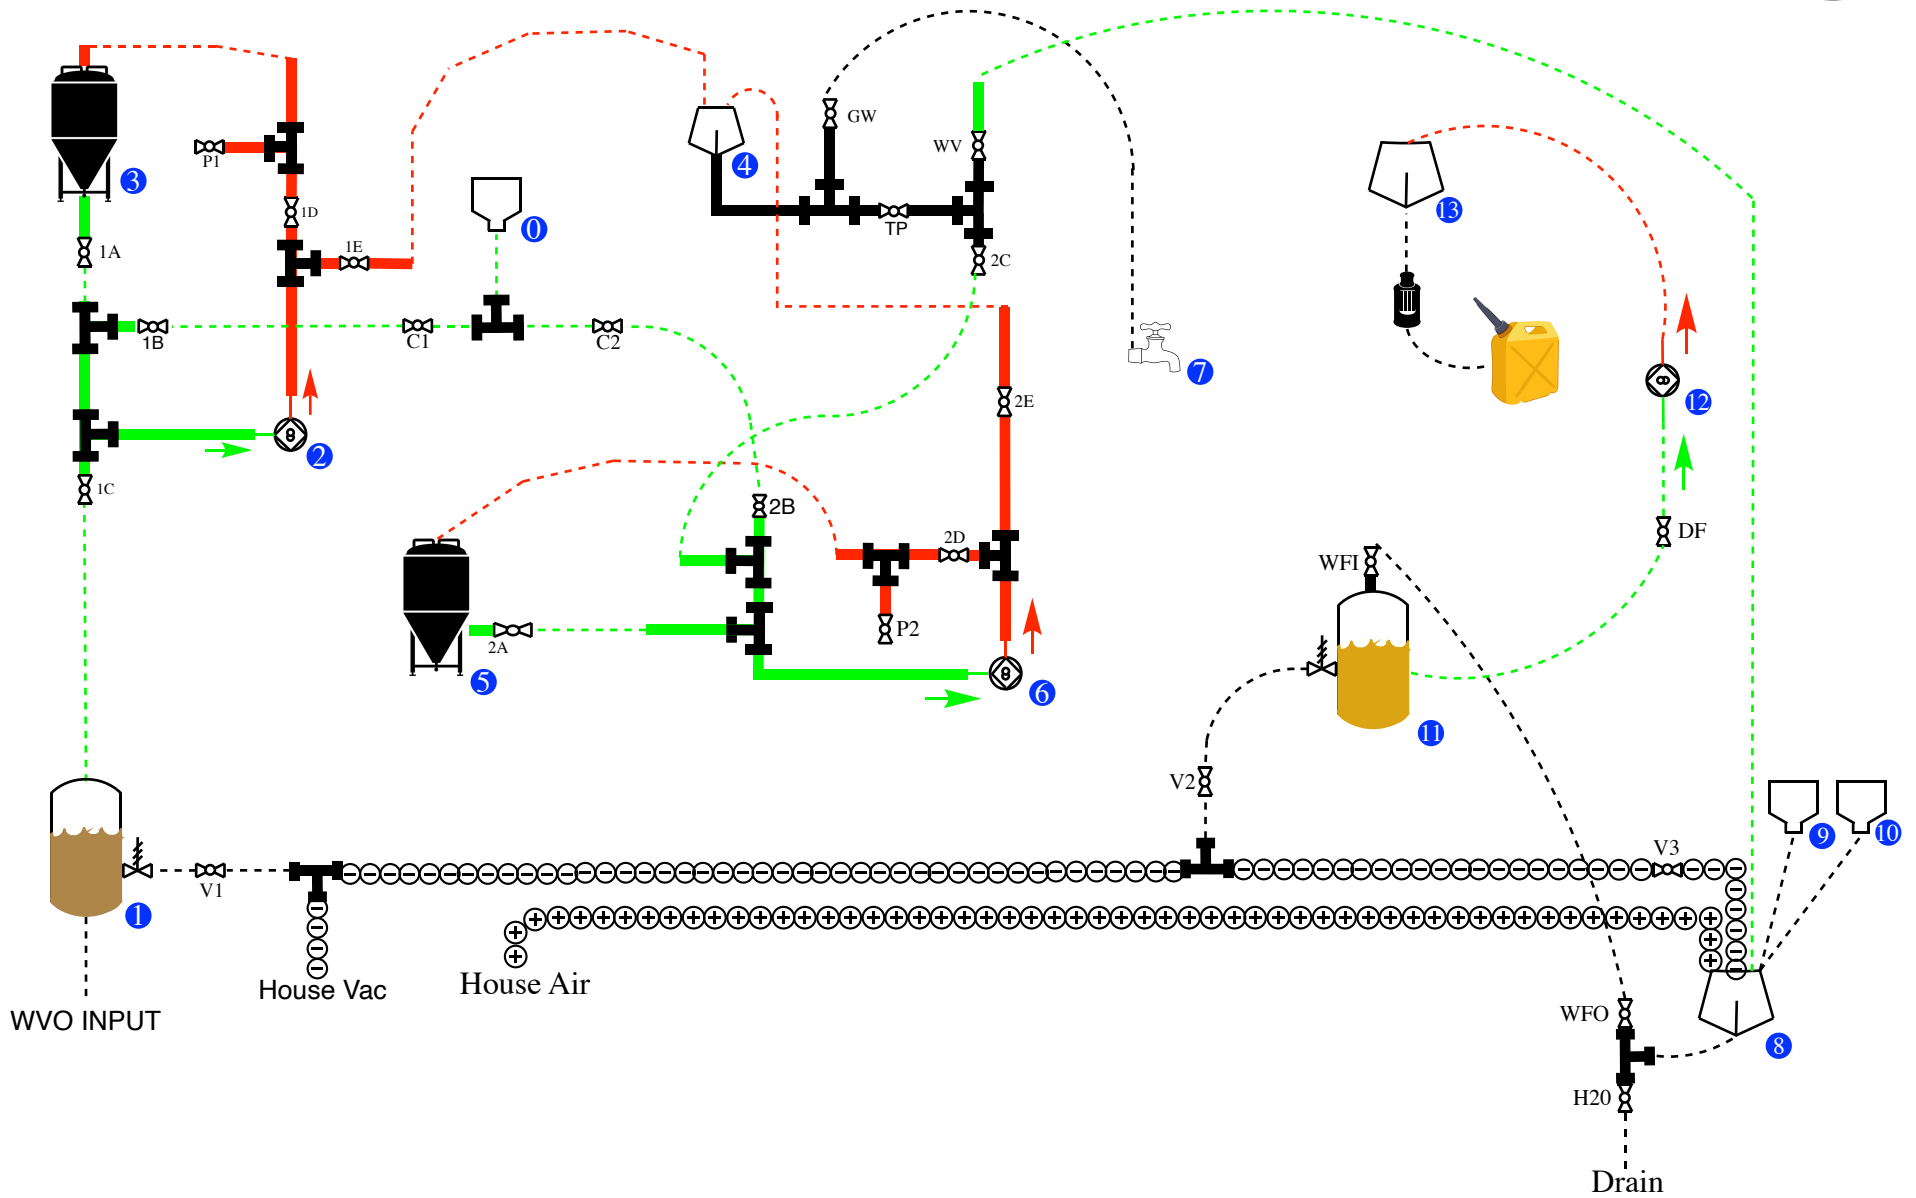 GW
WV
P1
3
4
1D
13
0
TP
1E
1A
2C
1B
C1
C2
7
2E
12
2
1C
2B
DF
2D
WFI
P2
2A
5
6
11
V2
9
10
V3
V1
1
House Vac
House Air
WVO INPUT
WFO
8
H20
Drain